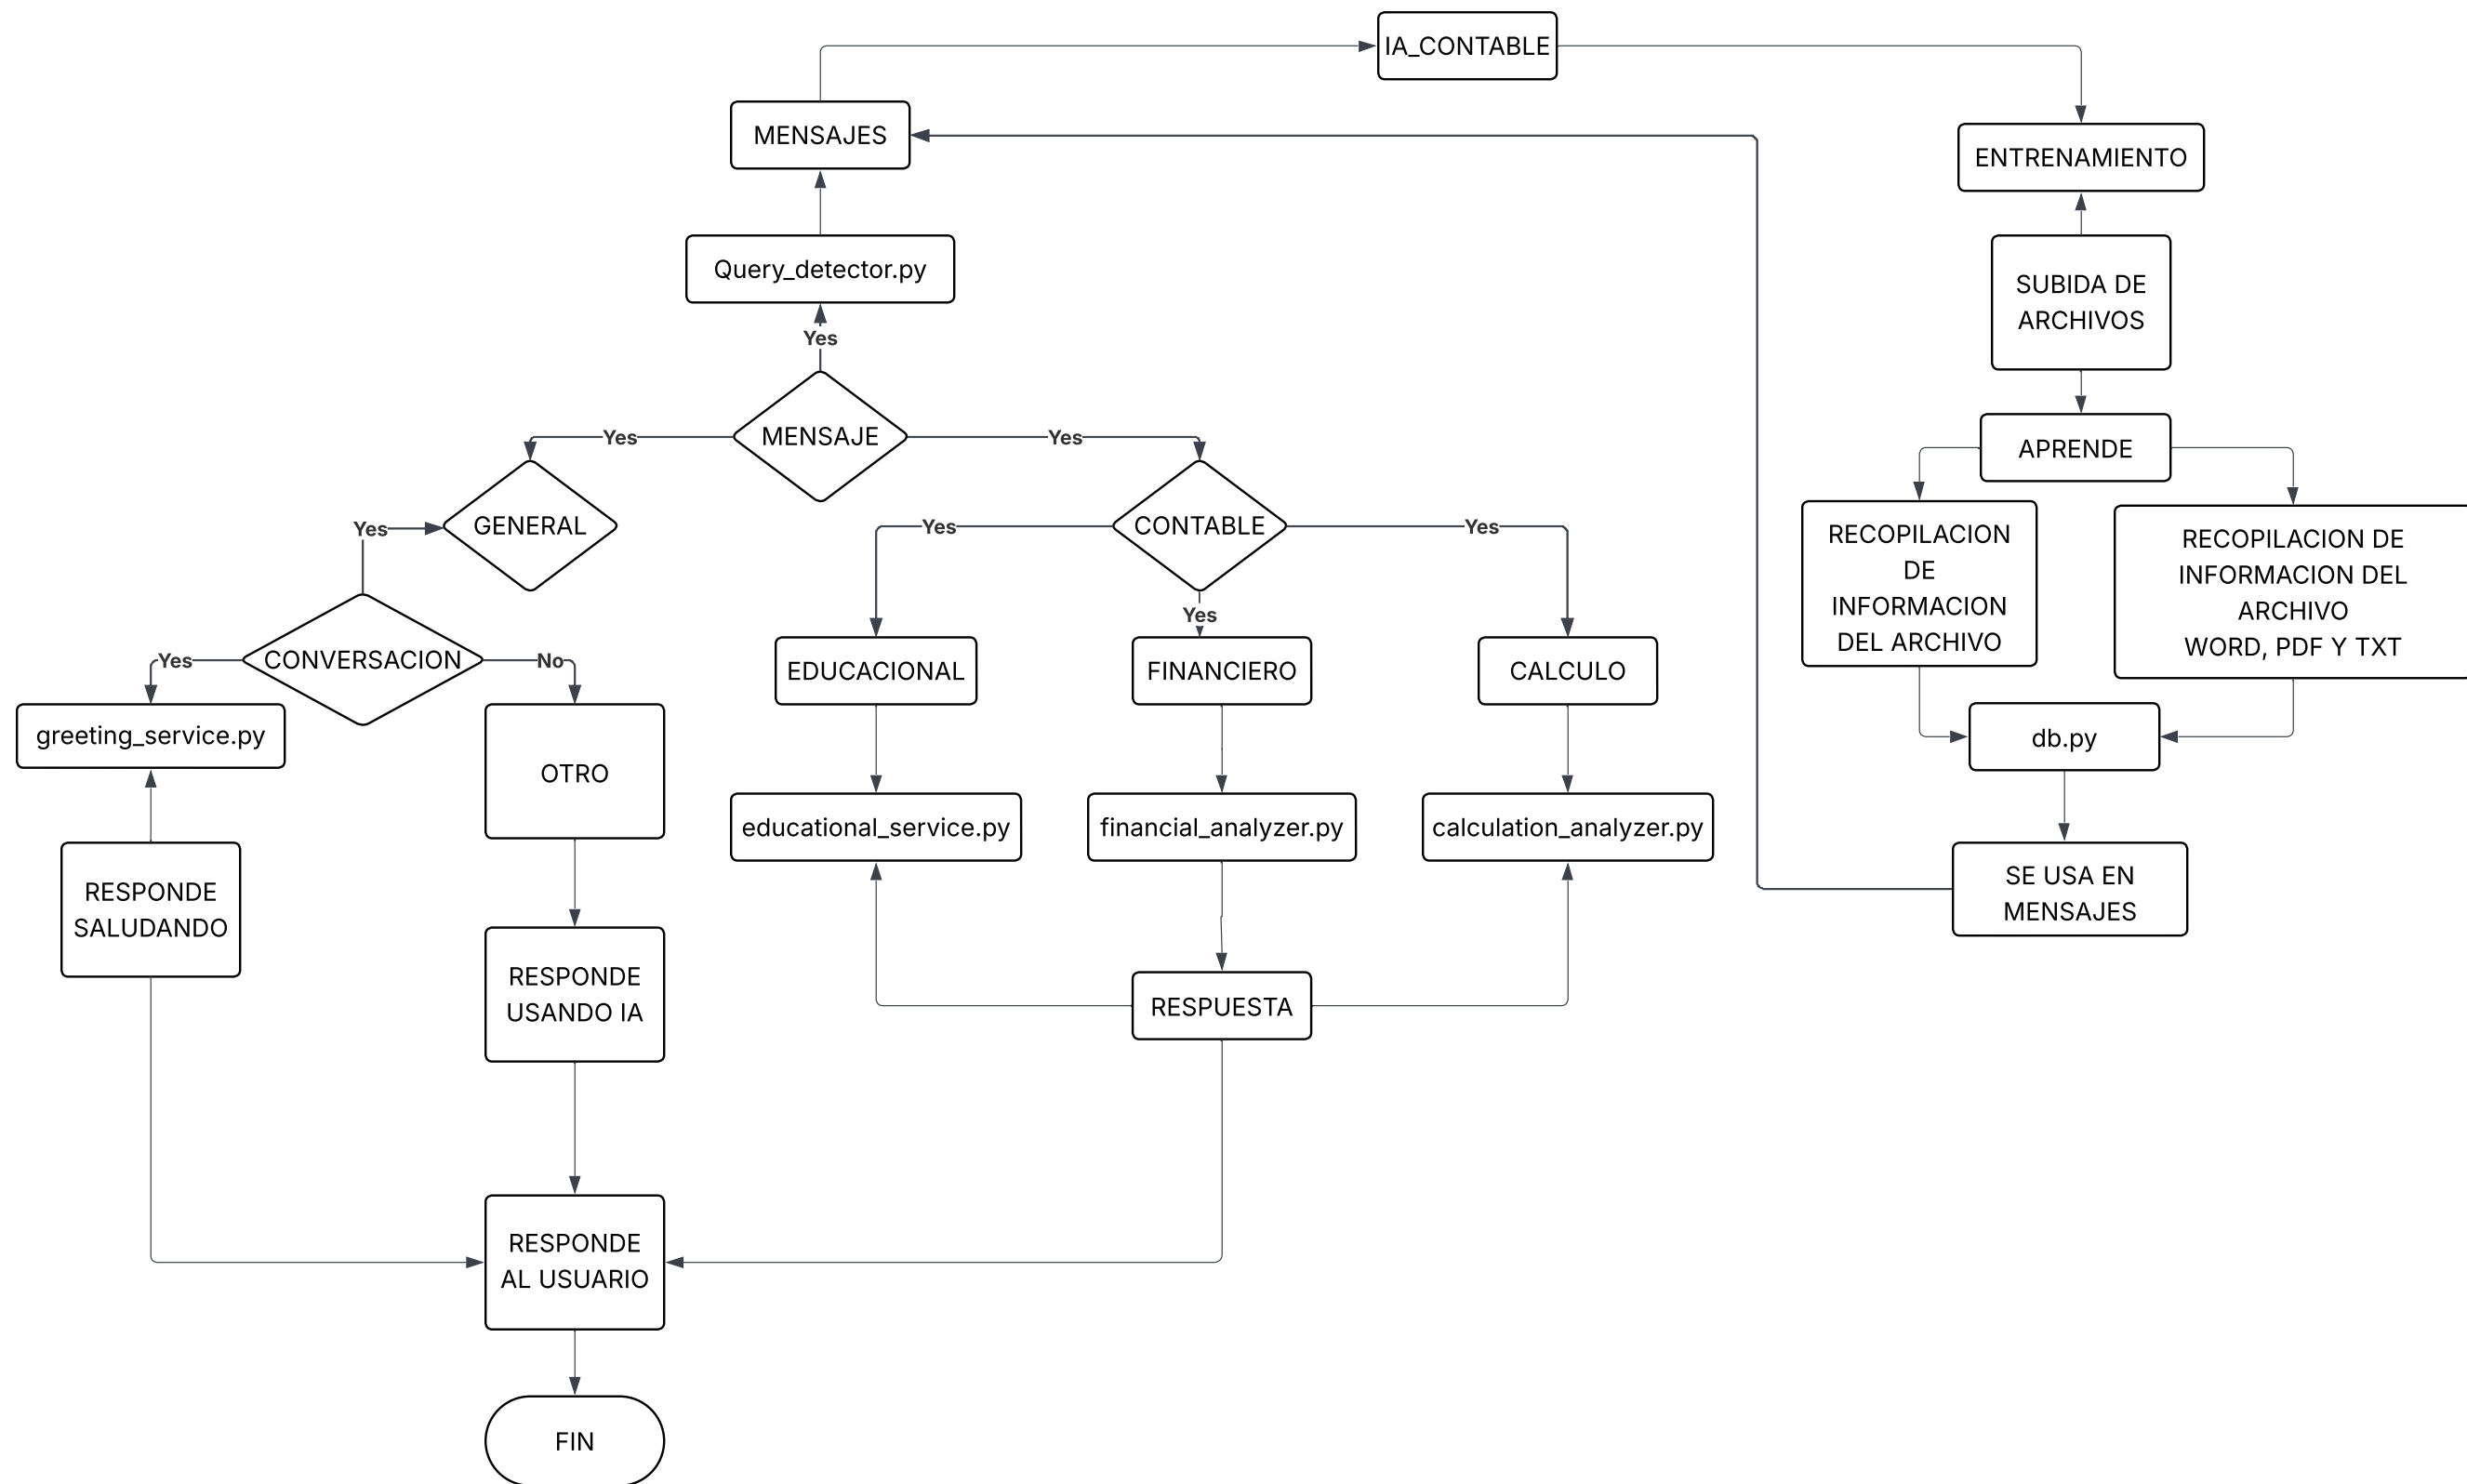 IA_CONTABLE
MENSAJES
ENTRENAMIENTO
Query_detector.py
SUBIDA DE
ARCHIVOS
Yes
MENSAJE
Yes
Yes
APRENDE
GENERAL
Yes
CONTABLE
Yes
Yes
Yes
RECOPILACION
DE
INFORMACION
DEL ARCHIVO
RECOPILACION DE
INFORMACION DEL
ARCHIVO
WORD, PDF Y TXT
CONVERSACION
Yes
No
EDUCACIONAL
FINANCIERO
CALCULO
greeting_service.py
OTRO
db.py
educational_service.py
financial_analyzer.py
calculation_analyzer.py
RESPONDE
SALUDANDO
SE USA EN
MENSAJES
RESPONDE
USANDO IA
RESPUESTA
RESPONDE
AL USUARIO
FIN